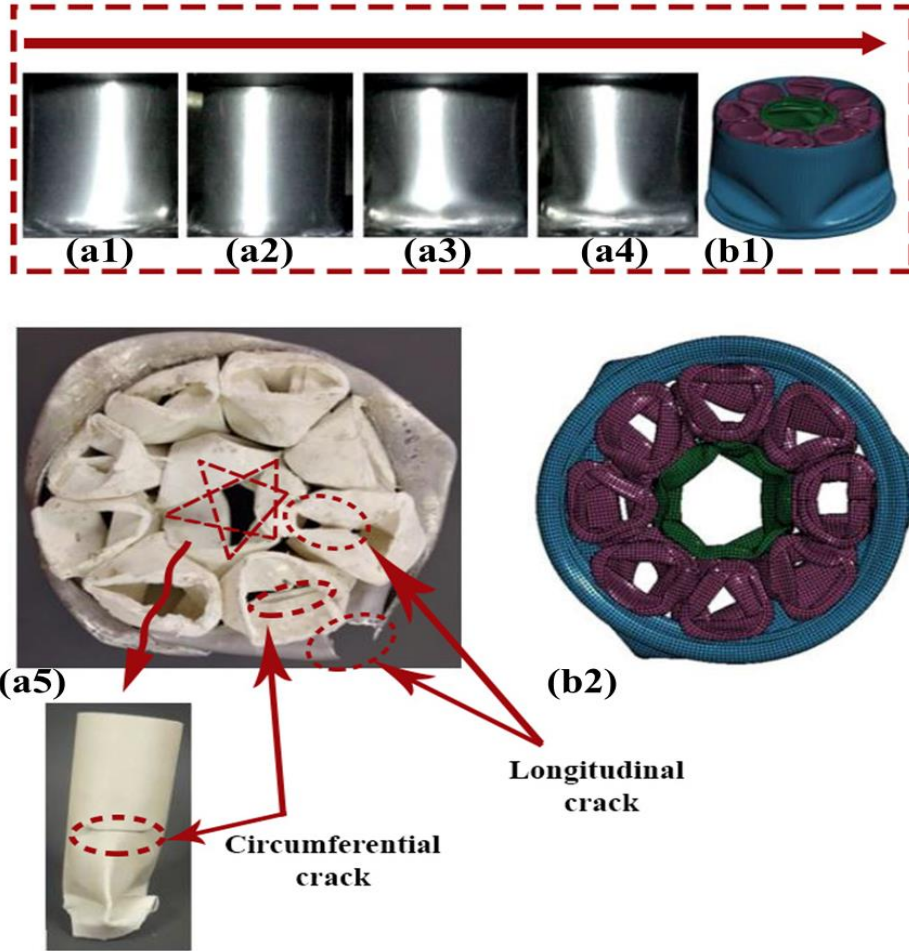 (a1)
(a2)
(a3)
(a4)
(b1)
(a5)
(b2)
Longitudinal
crack
Circumferential
crack